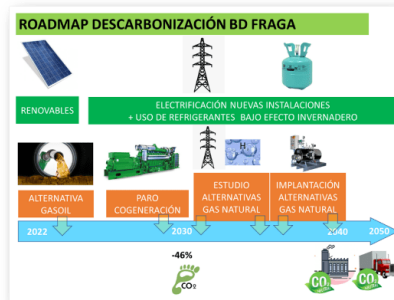 ROADMAP DESCARBONIZACIÓN BD FRAGA
RENOVABLES
ELECTRIFICACIÓN NUEVAS INSTALACIONES
+ USO DE REFRIGERANTES BAJO EFECTO INVERNADERO
ALTERNATIVA
GASOIL
PARO
COGENERACIÓN
ESTUDIO
ALTERNATIVAS
GAS NATURAL
IMPLANTACIÓN
ALTERNATIVAS
GAS NATURAL
2022
2030
2040
2050
-46%
CO₂
CO₂
CO₂